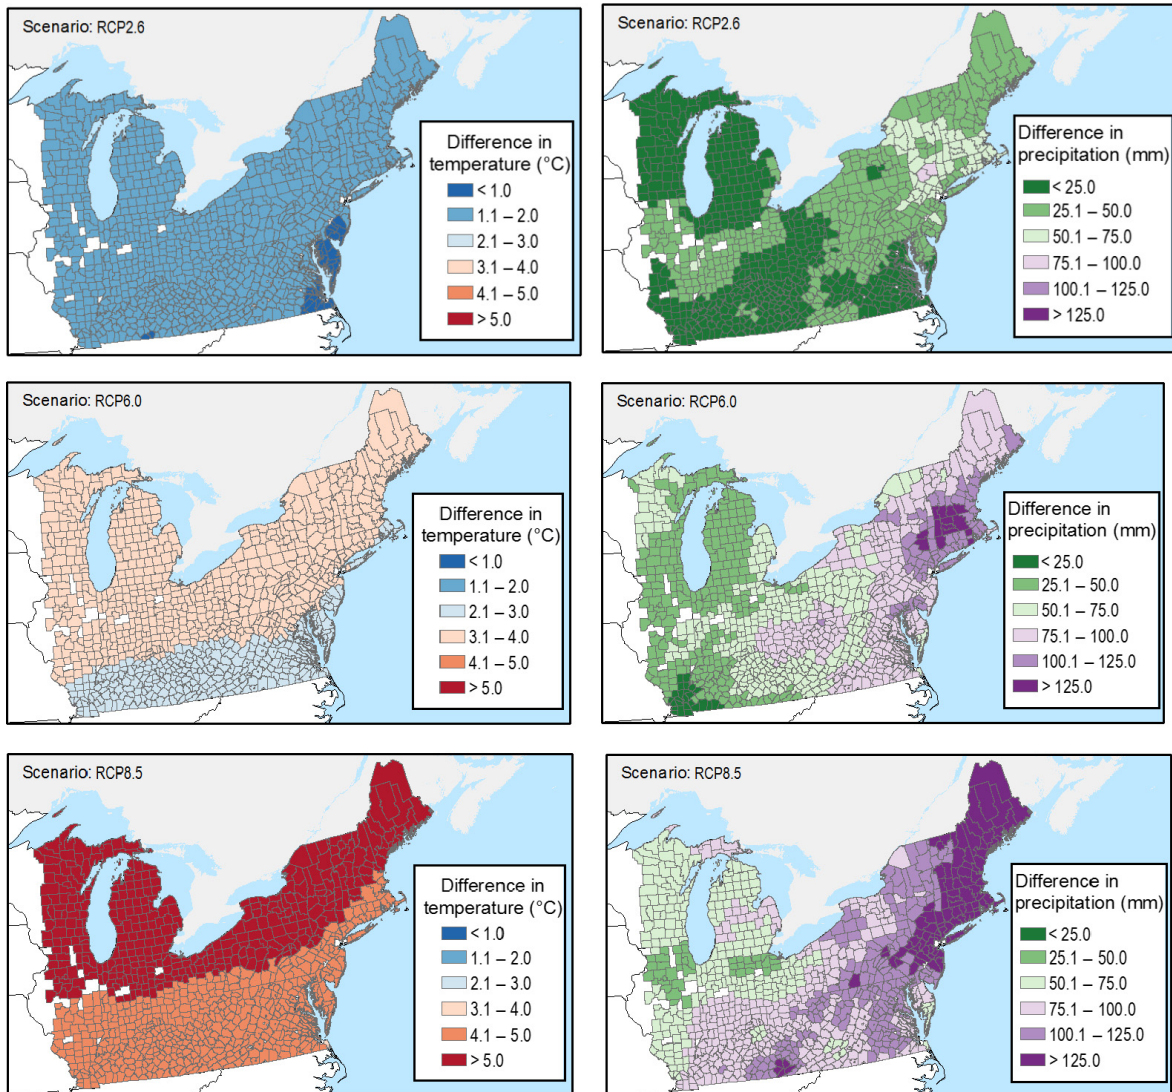 Scenario: RCP2.6
Difference in
temperature (°C)
< 1.0
1.1 – 2.0
2.1 – 3.0
3.1 – 4.0
4.1 – 5.0
> 5.0
Scenario: RCP2.6
Difference in
precipitation (mm)
< 25.0
25.1 – 50.0
50.1 – 75.0
75.1 – 100.0
100.1 – 125.0
> 125.0
Scenario: RCP6.0
Difference in
temperature (°C)
< 1.0
1.1 – 2.0
2.1 – 3.0
3.1 – 4.0
4.1 – 5.0
> 5.0
Scenario: RCP6.0
Difference in
precipitation (mm)
< 25.0
25.1 – 50.0
50.1 – 75.0
75.1 – 100.0
100.1 – 125.0
> 125.0
Scenario: RCP8.5
Difference in
temperature (°C)
< 1.0
1.1 – 2.0
2.1 – 3.0
3.1 – 4.0
4.1 – 5.0
> 5.0
Scenario: RCP8.5
Difference in
precipitation (mm)
< 25.0
25.1 – 50.0
50.1 – 75.0
75.1 – 100.0
100.1 – 125.0
> 125.0